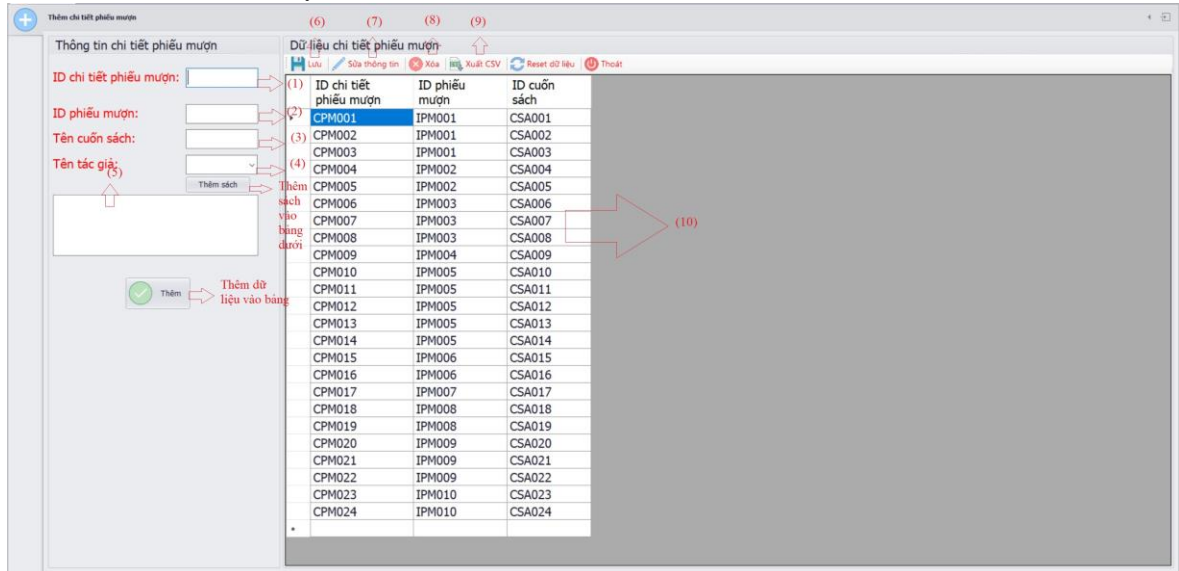 Thêm chi tiết phiếu mượn
(6) (7) (8) (9)
Thông tin chi tiết phiếu mượn
ID chi tiết phiếu mượn:
(1)
ID phiếu mượn:
(2)
Tên cuốn sách:
(3)
Tên tác giả:
(4)
(5)
Thêm sách
Thêm
sách
vào
bảng
dưới
Thêm
Thêm dữ
liệu vào bảng
Dữ liệu chi tiết phiếu mượn
Lưu Sửa thông tin Xóa Xuất CSV Reset dữ liệu Thoát
ID chi tiết phiếu mượn ID phiếu mượn ID cuốn sách
CPM001 IPM001 CSA001
CPM002 IPM001 CSA002
CPM003 IPM001 CSA003
CPM004 IPM002 CSA004
CPM005 IPM002 CSA005
CPM006 IPM003 CSA006
CPM007 IPM003 CSA007
(10)
CPM008 IPM003 CSA008
CPM009 IPM004 CSA009
CPM010 IPM005 CSA010
CPM011 IPM005 CSA011
CPM012 IPM005 CSA012
CPM013 IPM005 CSA013
CPM014 IPM005 CSA014
CPM015 IPM006 CSA015
CPM016 IPM006 CSA016
CPM017 IPM007 CSA017
CPM018 IPM008 CSA018
CPM019 IPM008 CSA019
CPM020 IPM009 CSA020
CPM021 IPM009 CSA021
CPM022 IPM009 CSA022
CPM023 IPM010 CSA023
CPM024 IPM010 CSA024